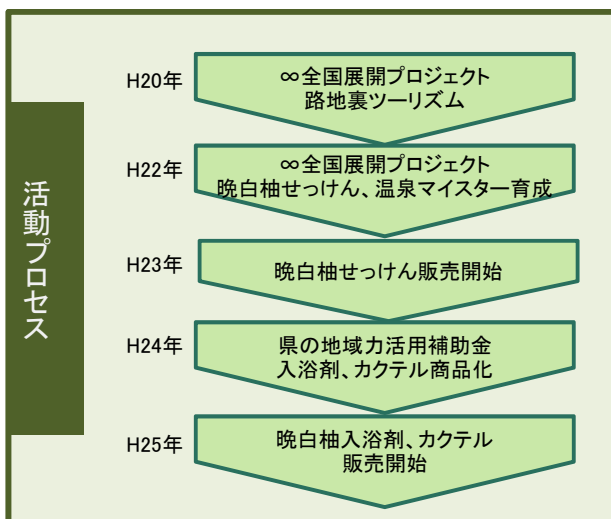 活動プロセス
H20年
∞全国展開プロジェクト
路地裏ツーリズム
H22年
∞全国展開プロジェクト
晩白柚せっけん、温泉マイスター育成
H23年
晩白柚せっけん販売開始
H24年
県の地域力活用補助金
入浴剤、カクテル商品化
H25年
晩白柚入浴剤、カクテル
販売開始